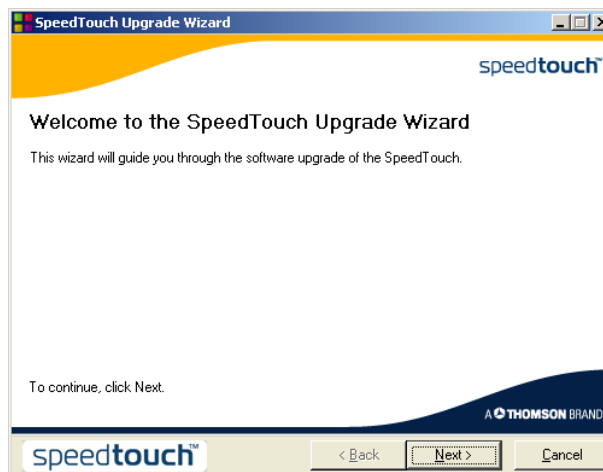 SpeedTouch Upgrade Wizard
speedtouch™
Welcome to the SpeedTouch Upgrade Wizard
This wizard will guide you through the software upgrade of the SpeedTouch.
To continue, click Next.
A THOMSON BRAND
speedtouch™
< Back
Next >
Cancel